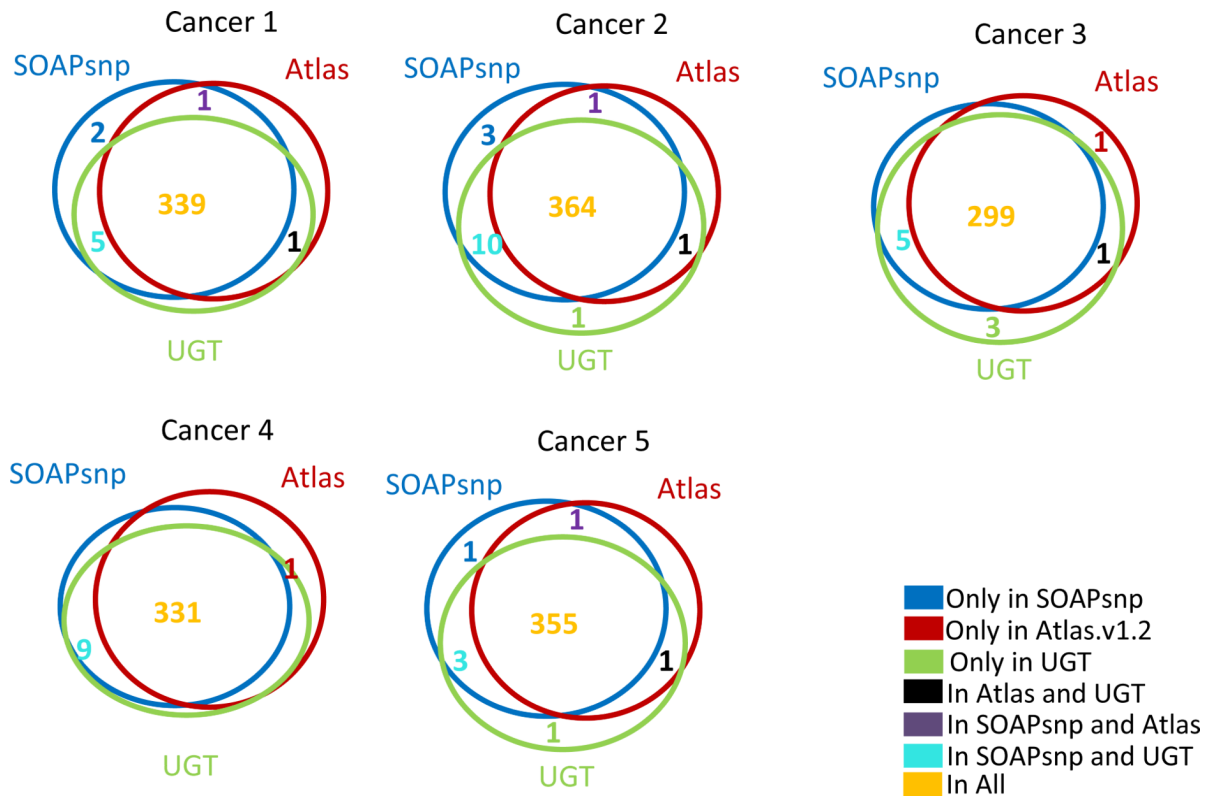 Cancer 1
SOAPsnp
Atlas
1
2
339
5
1
UGT
Cancer 2
SOAPsnp
Atlas
1
3
364
10
1
1
UGT
Cancer 3
SOAPsnp
Atlas
1
299
5
1
3
UGT
Cancer 4
SOAPsnp
Atlas
1
331
9
UGT
Cancer 5
SOAPsnp
Atlas
1
1
355
3
1
1
UGT
Only in SOAPsnp
Only in Atlas.v1.2
Only in UGT
In Atlas and UGT
In SOAPsnp and Atlas
In SOAPsnp and UGT
In All